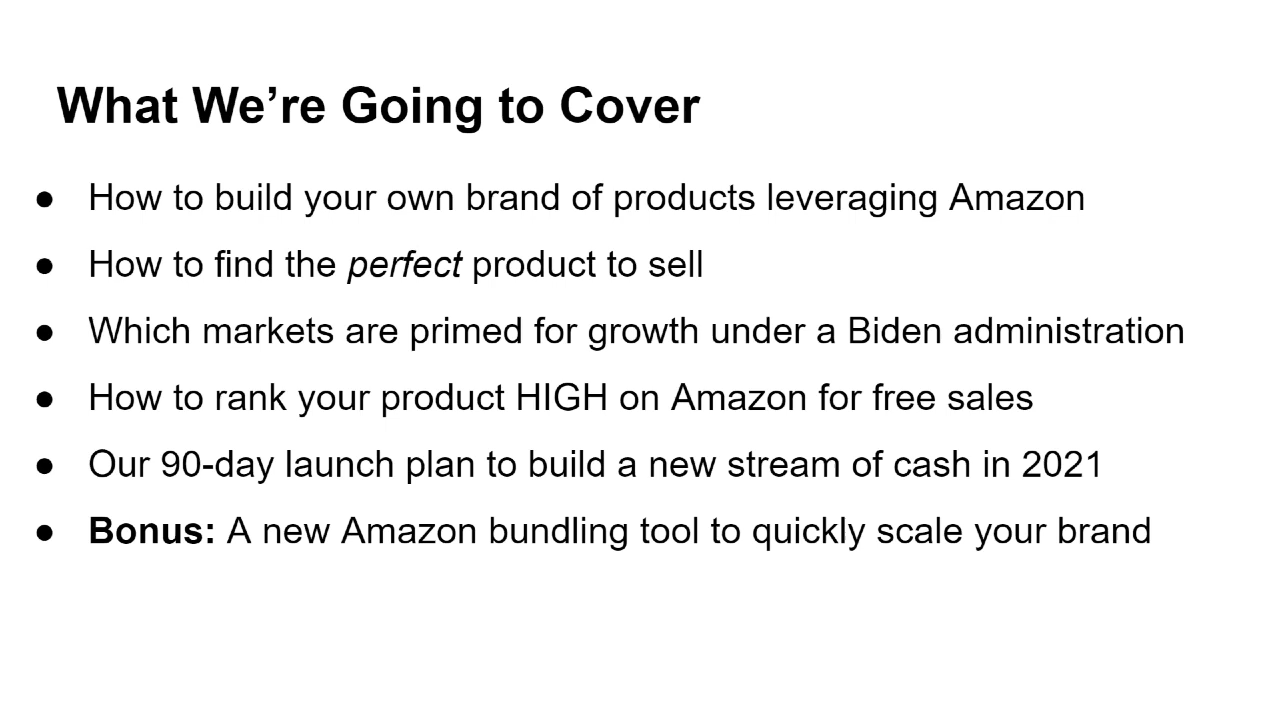 What We’re Going to Cover
● How to build your own brand of products leveraging Amazon
● How to find the perfect product to sell
● Which markets are primed for growth under a Biden administration
● How to rank your product HIGH on Amazon for free sales
● Our 90-day launch plan to build a new stream of cash in 2021
● Bonus: A new Amazon bundling tool to quickly scale your brand